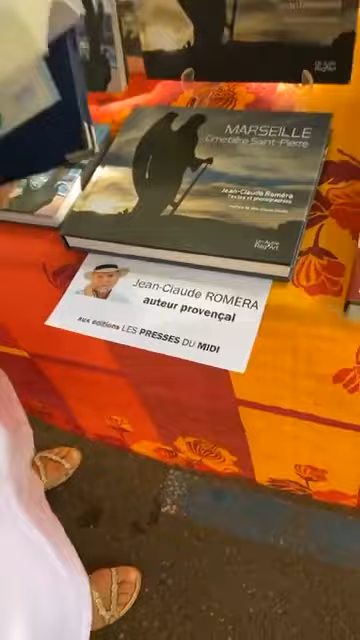 MARSEILLE
Cimetière Saint-Pierre
Jean-Claude Roméra
Textes et photographies
Jean-Claude ROMERA
auteur provençal
aux éditions LES PRESSES DU MIDI